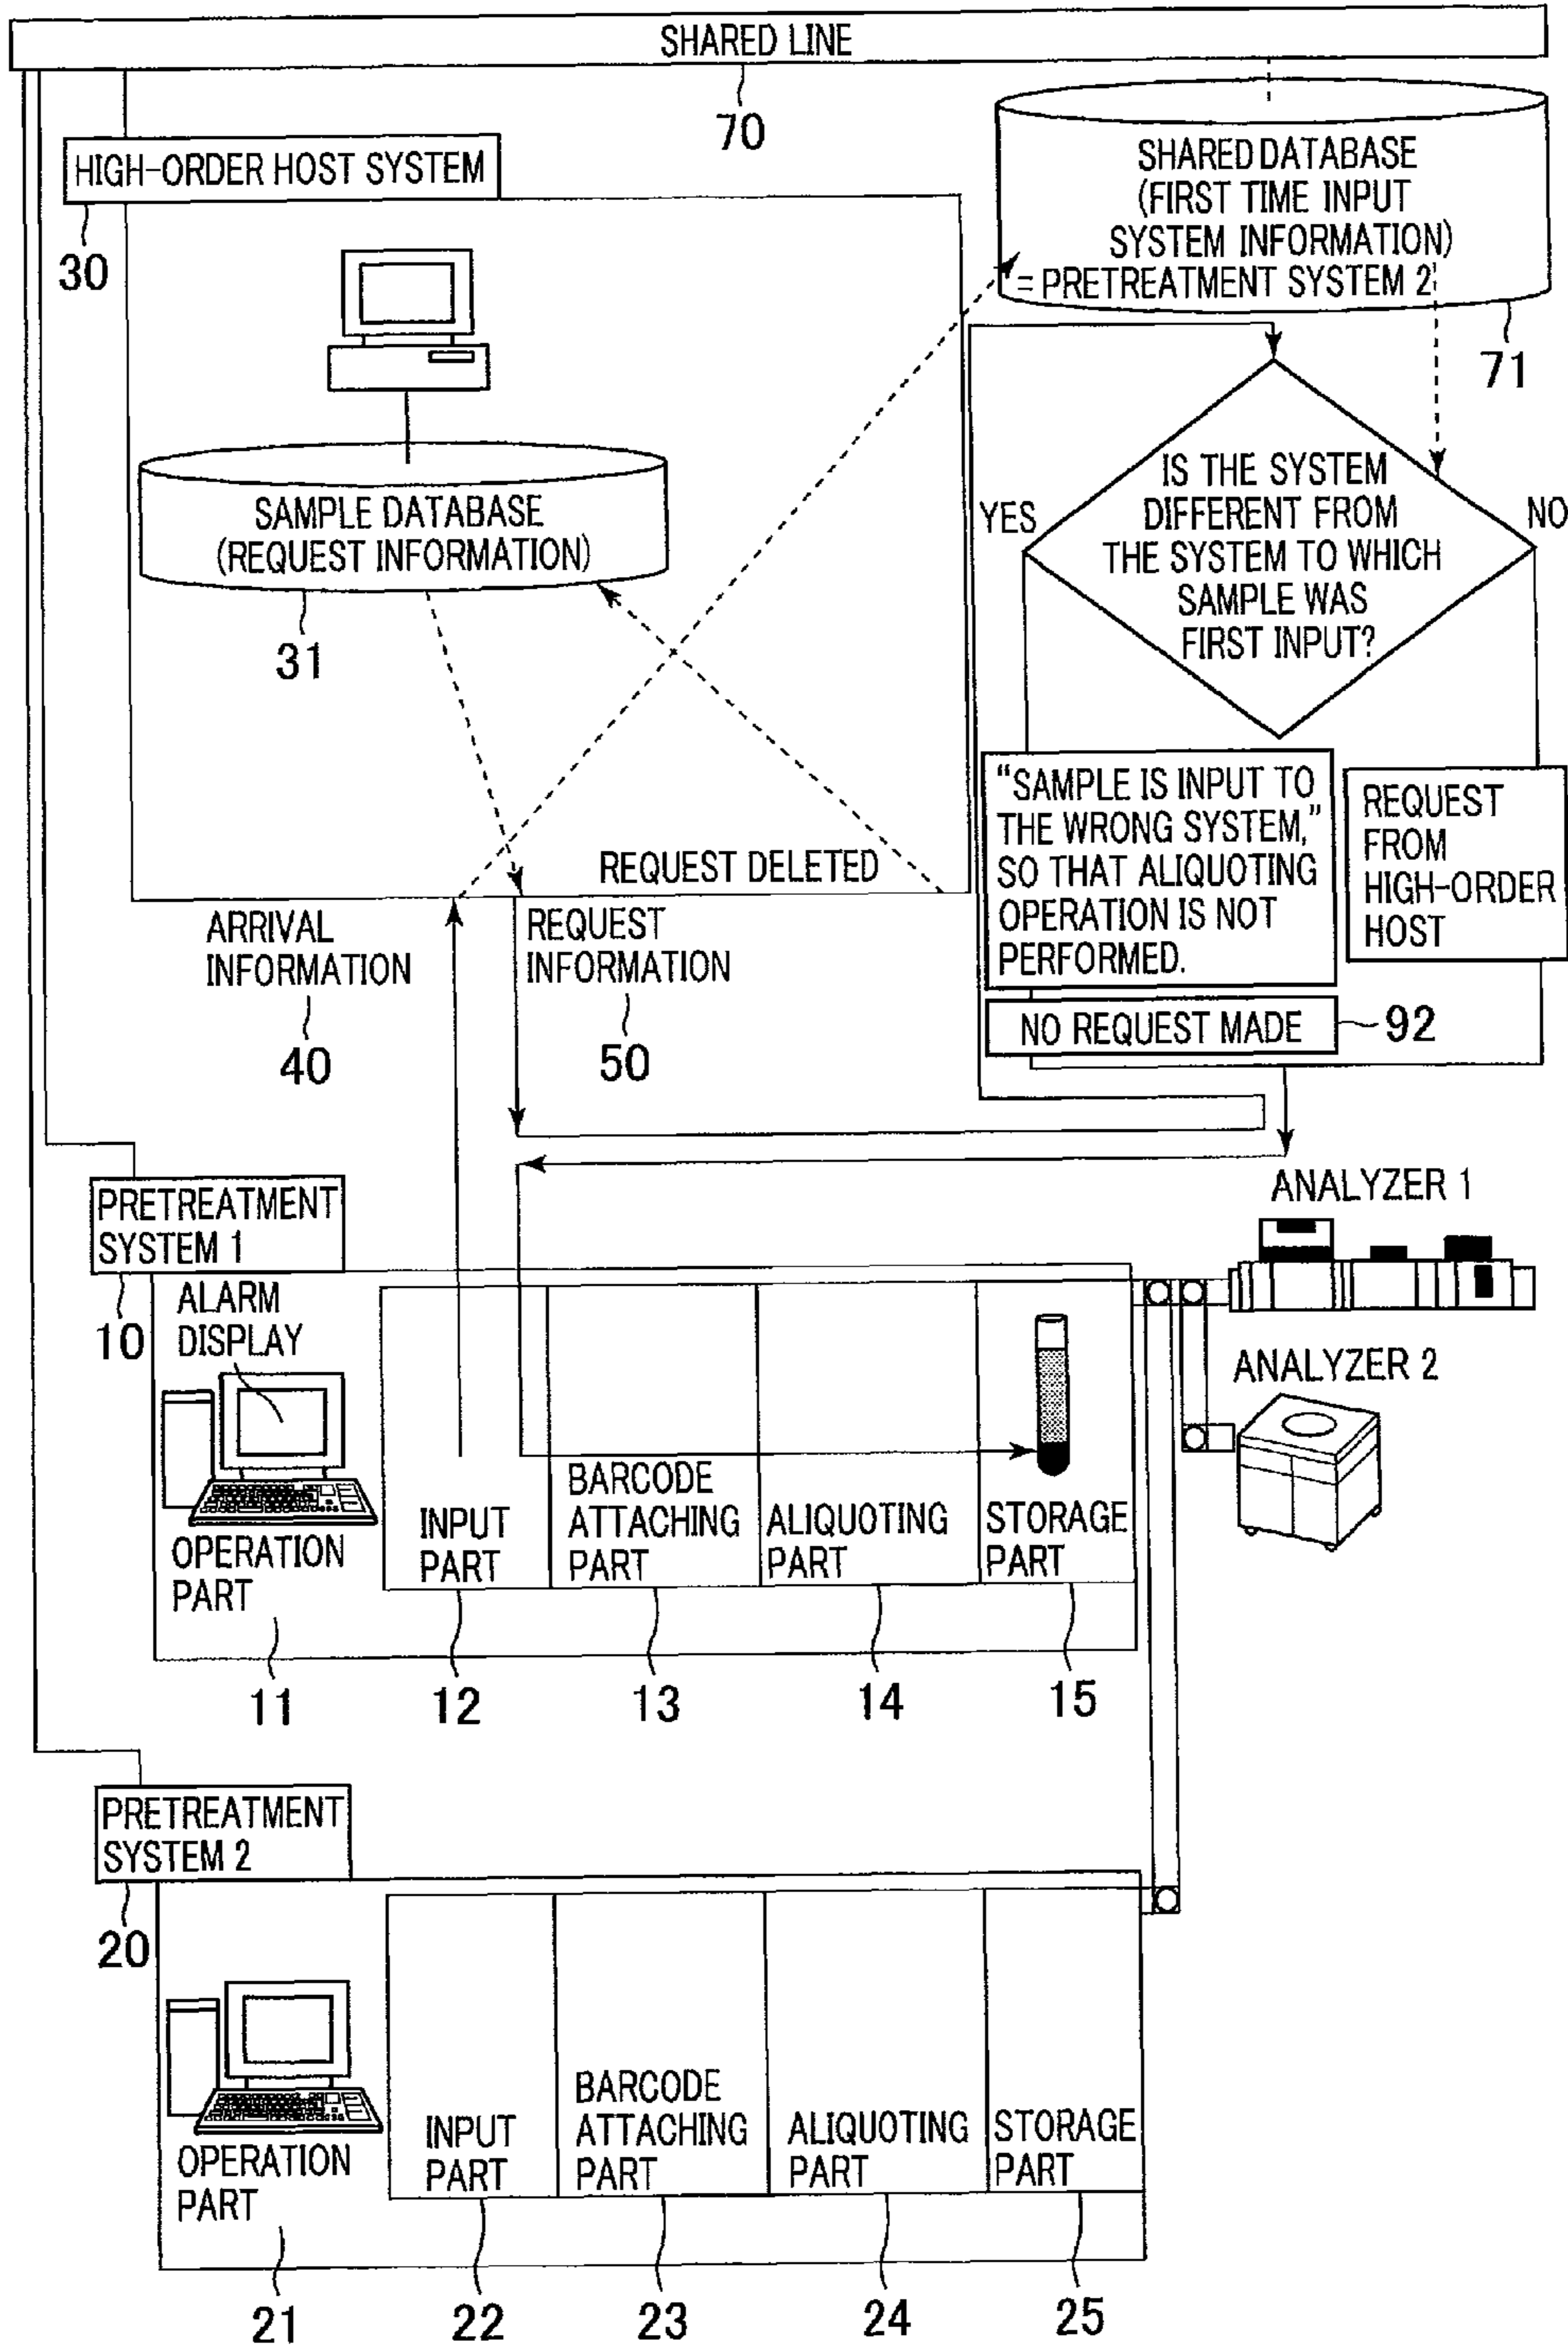 SHARED LINE
70
HIGH-ORDER HOST SYSTEM
30
SHARED DATABASE
(FIRST TIME INPUT
SYSTEM INFORMATION)
= PRETREATMENT SYSTEM 2
71
SAMPLE DATABASE
(REQUEST INFORMATION)
31
YES
NO
IS THE SYSTEM
DIFFERENT FROM
THE SYSTEM TO WHICH
SAMPLE WAS
FIRST INPUT?
"SAMPLE IS INPUT TO
THE WRONG SYSTEM,"
SO THAT ALIQUOTING
OPERATION IS NOT
PERFORMED.
REQUEST
FROM
HIGH-ORDER
HOST
NO REQUEST MADE
92
REQUEST DELETED
ARRIVAL
INFORMATION
40
REQUEST
INFORMATION
50
PRETREATMENT
SYSTEM 1
10
ALARM
DISPLAY
OPERATION
PART
11
INPUT
PART
12
BARCODE
ATTACHING
PART
13
ALIQUOTING
PART
14
STORAGE
PART
15
ANALYZER 1
ANALYZER 2
PRETREATMENT
SYSTEM 2
20
OPERATION
PART
21
INPUT
PART
22
BARCODE
ATTACHING
PART
23
ALIQUOTING
PART
24
STORAGE
PART
25